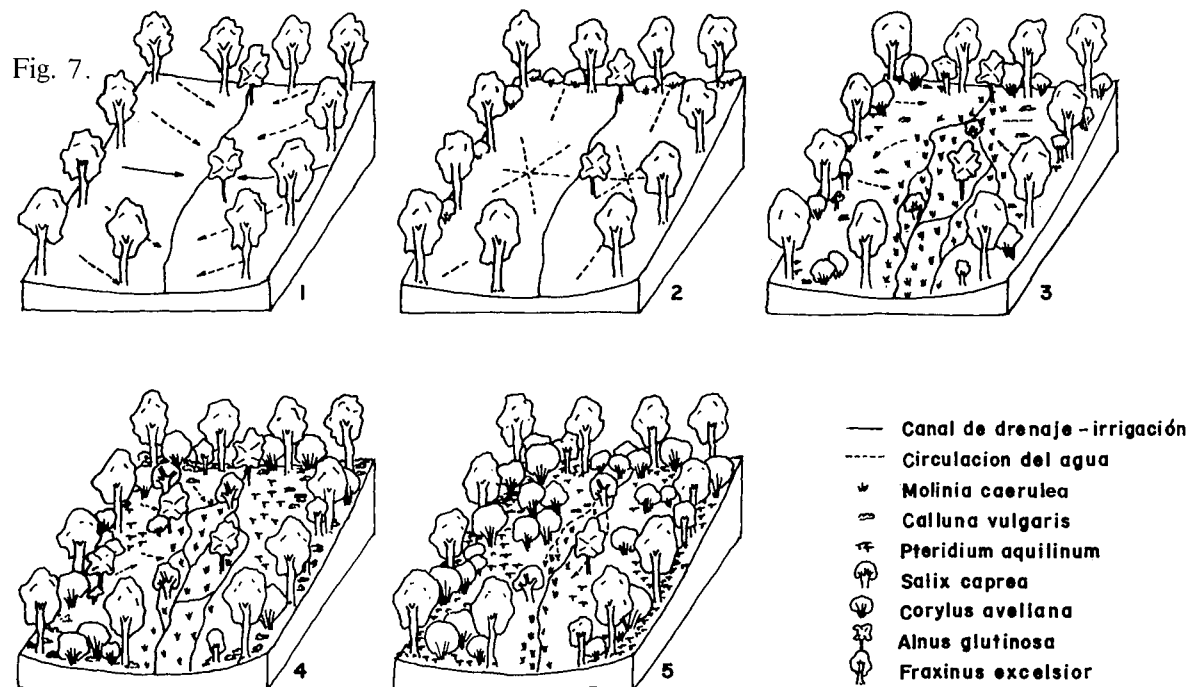 Fig. 7.
1
2
3
4
5
Canal de drenaje-irrigación
Circulacion del agua
Molinia caerulea
Calluna vulgaris
Pteridium aquilinum
Salix caprea
Corylus avellana
Alnus glutinosa
Fraxinus excelsior